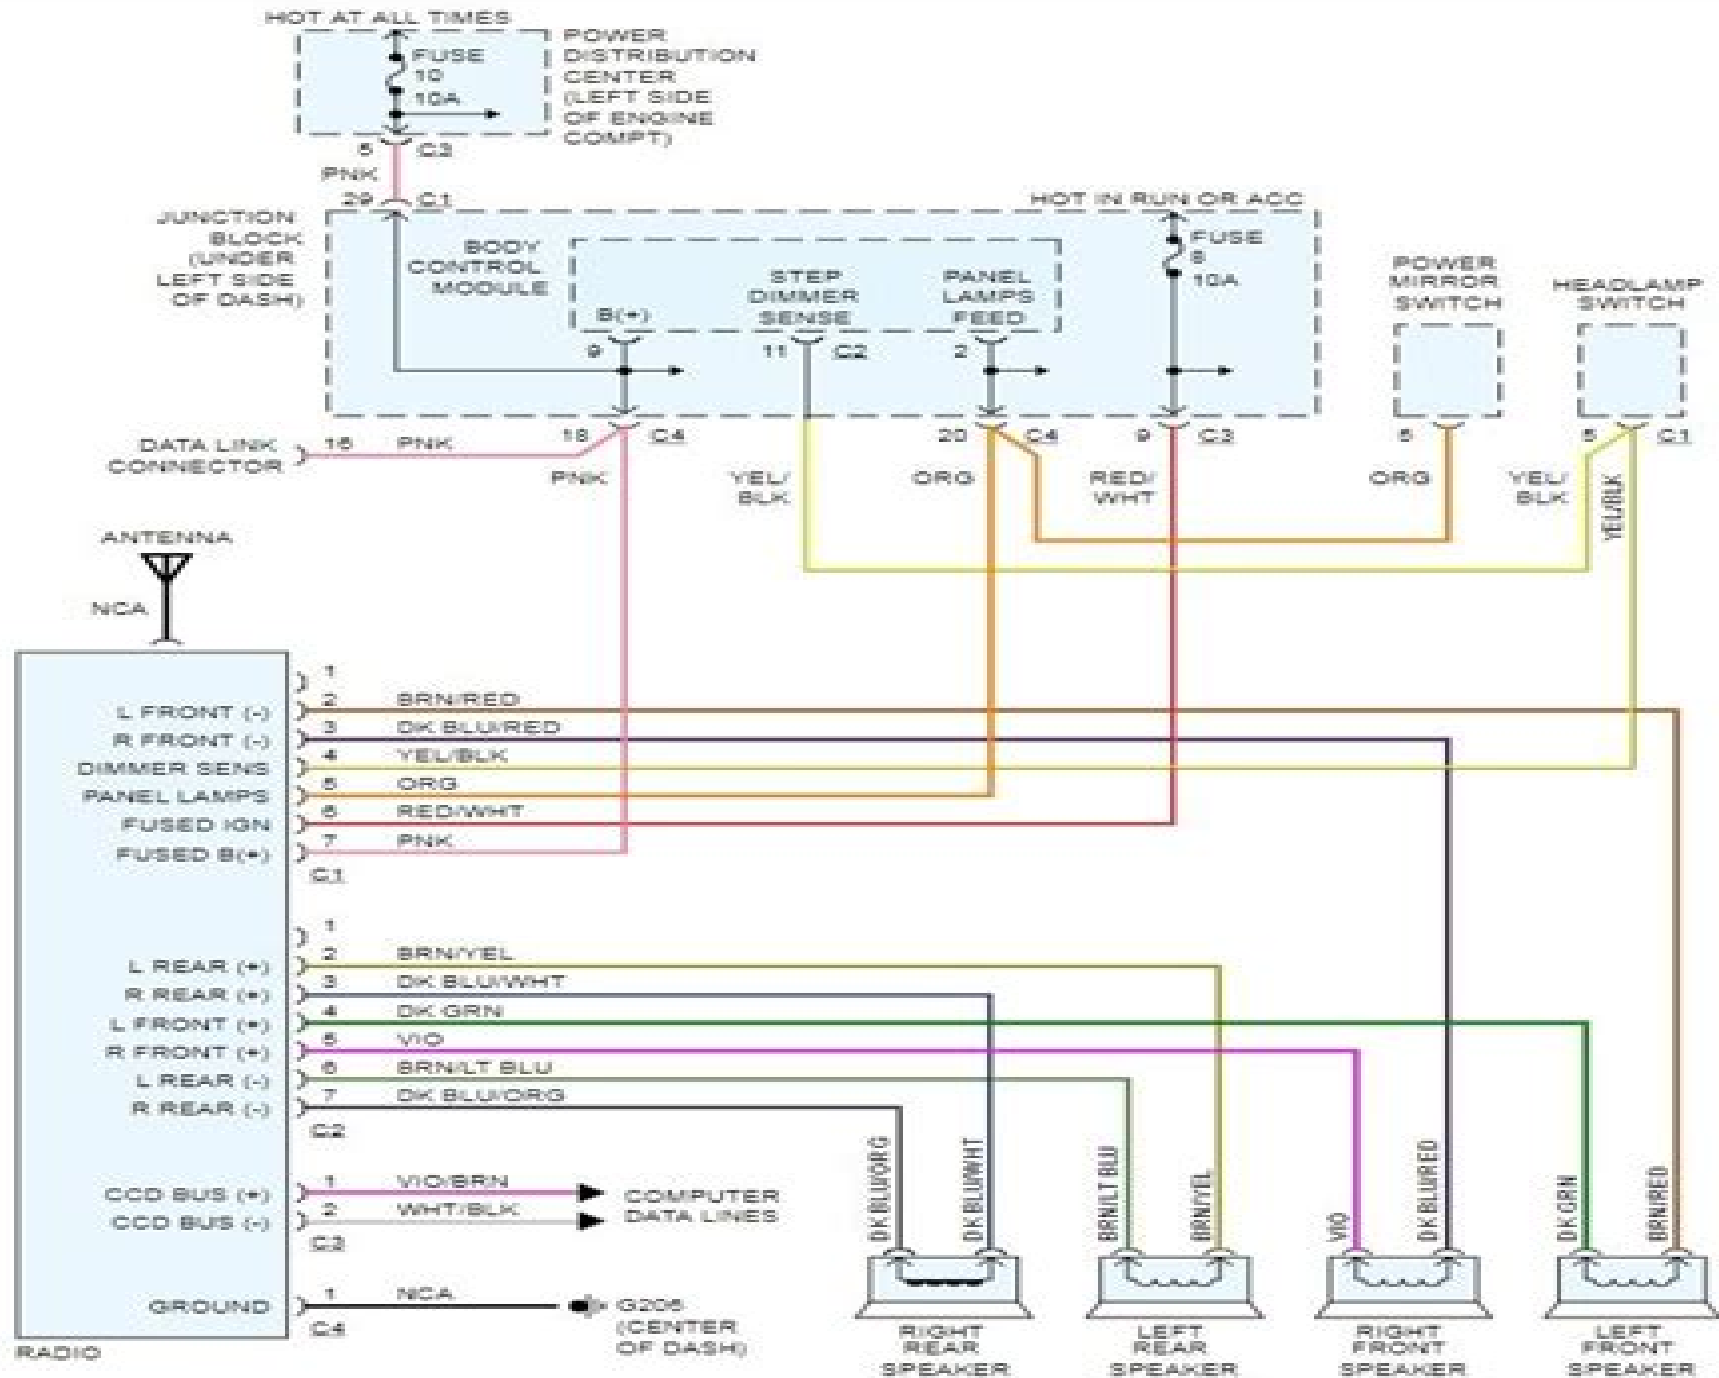 HOT AT ALL TIMES
FUSE
10
10A
POWER
DISTRIBUTION
CENTER
(LEFT SIDE
OF ENGINE
COMPT)
C3
PNK
29 C1
JUNCTION
BLOCK
(UNDER
LEFT SIDE
OF DASH)
BODY
CONTROL
MODULE
B(+)
STEP
DIMMER
SENSE
PANEL
LAMPS
FEED
HOT IN RUN OR ACC
FUSE
10A
POWER
MIRROR
SWITCH
HEADLAMP
SWITCH
9
11 C2
2
DATA LINK
CONNECTOR
16 PNK
18 C4
20 C4
9 C3
C1
PNK
YEL/
BLK
ORG
RED/
WHT
ORG
YEL/
BLK
YEL/BLK
ANTENNA
NCA
1
L FRONT (-) 2 BRN/RED
R FRONT (-) 3 DK BLU/RED
DIMMER SENS 4 YEL/BLK
PANEL LAMPS 5 ORG
FUSED IGN 6 RED/WHT
FUSED B(+) 7 PNK
C1
1
L REAR (+) 2 BRN/YEL
R REAR (+) 3 DK BLU/WHT
L FRONT (+) 4 DK GRN
R FRONT (+) 5 VIO
L REAR (-) 6 BRN/LT BLU
R REAR (-) 7 DK BLU/ORG
C2
CCD BUS (+) 1 VIO/BRN
CCD BUS (-) 2 WHT/BLK
C3
COMPUTER
DATA LINES
GROUND 1 NCA
C4
(CENTER
OF DASH)
RADIO
DK BLU/ORG
DK BLU/WHT
BRN/LT BLU
BRN/YEL
VIO
DK BLU/RED
DK GRN
BRN/RED
RIGHT
REAR
SPEAKER
LEFT
REAR
SPEAKER
RIGHT
FRONT
SPEAKER
LEFT
FRONT
SPEAKER